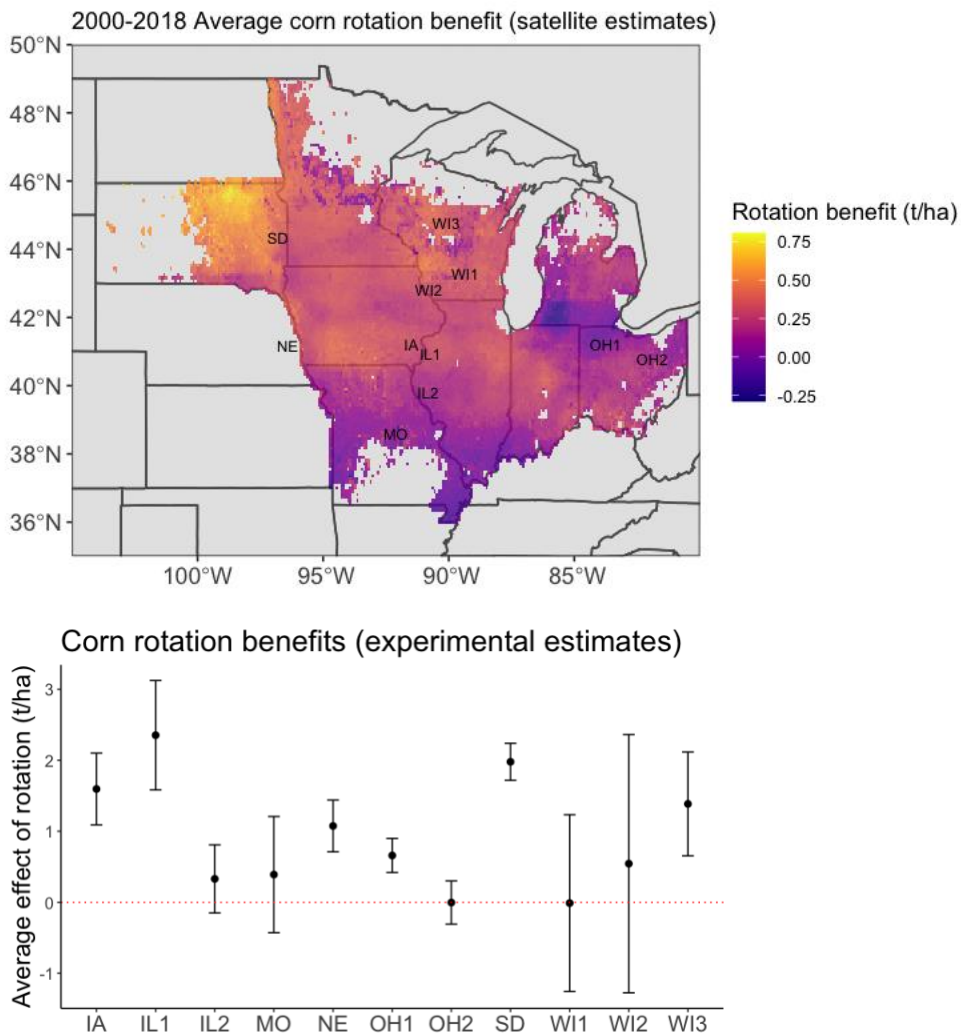 2000-2018 Average corn rotation benefit (satellite estimates)
50°N
48°N
46°N
44°N
42°N
40°N
38°N
36°N
WI3
SD
WI1
WI2
NE
IA
IL1
OH1
OH2
IL2
MO
100°W 95°W 90°W 85°W
Rotation benefit (t/ha)
0.75
0.50
0.25
0.00
-0.25
Corn rotation benefits (experimental estimates)
Average effect of rotation (t/ha)
3
2
1
0
-1
IA IL1 IL2 MO NE OH1 OH2 SD WI1 WI2 WI3